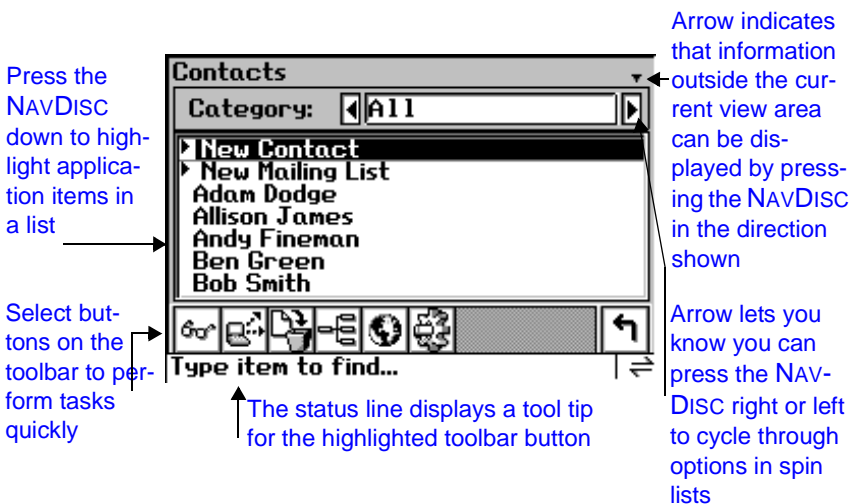 Press the
NAVDISC
down to high-
light applica-
tion items in
a list
Select but-
tons on the
toolbar to per-
form tasks
quickly
Contacts
Category: All
New Contact
New Mailing List
Adam Dodge
Allison James
Andy Fineman
Ben Green
Bob Smith
Type item to find...
The status line displays a tool tip
for the highlighted toolbar button
Arrow indicates
that information
outside the cur-
rent view area
can be dis-
played by press-
ing the NAVDISC
in the direction
shown
Arrow lets you
know you can
press the NAV-
DISC right or left
to cycle through
options in spin
lists